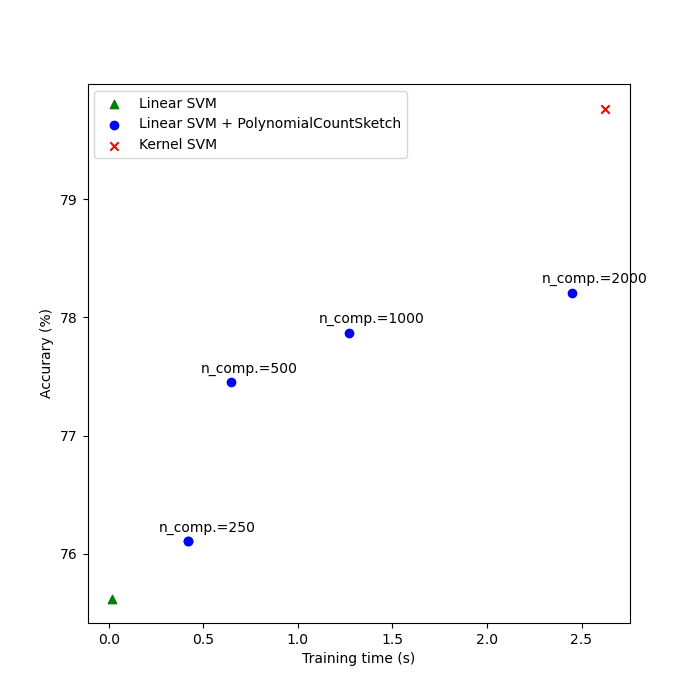 Linear SVM
Linear SVM + PolynomialCountSketch
Kernel SVM
79
n_comp.=2000
78
n_comp.=1000
n_comp.=500
77
n_comp.=250
76
Accurary (%)
0.0 0.5 1.0 1.5 2.0 2.5
Training time (s)